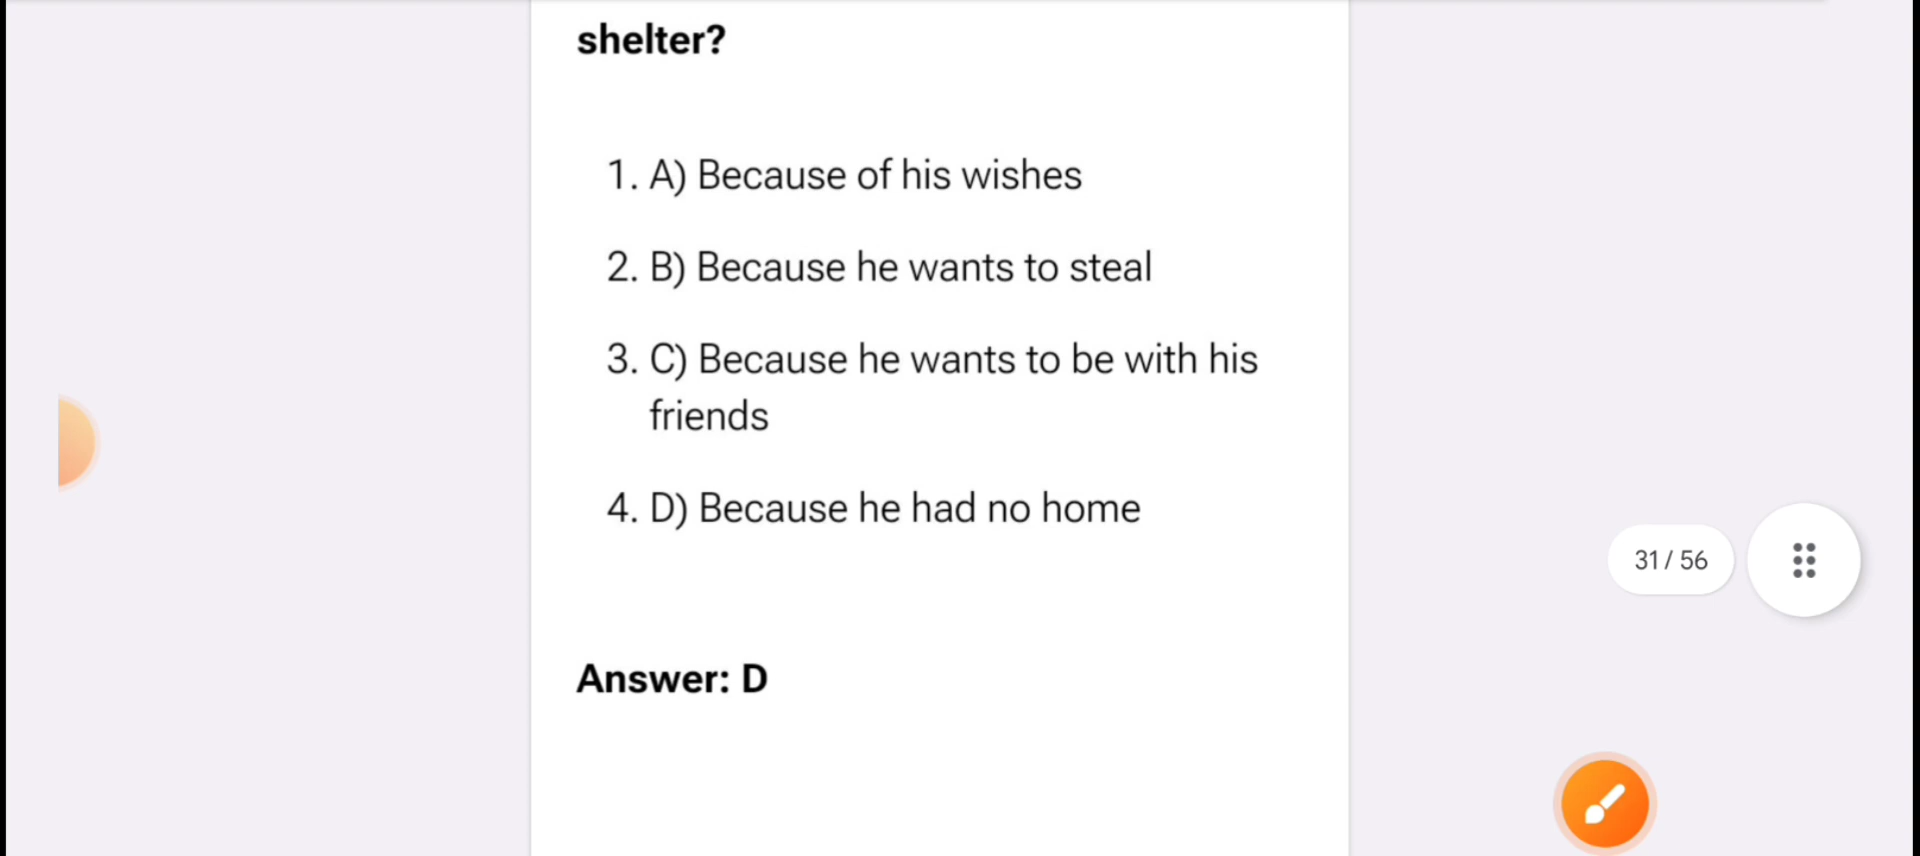 shelter?
1. A) Because of his wishes
2. B) Because he wants to steal
3. C) Because he wants to be with his
friends
4. D) Because he had no home
31 / 56
Answer: D